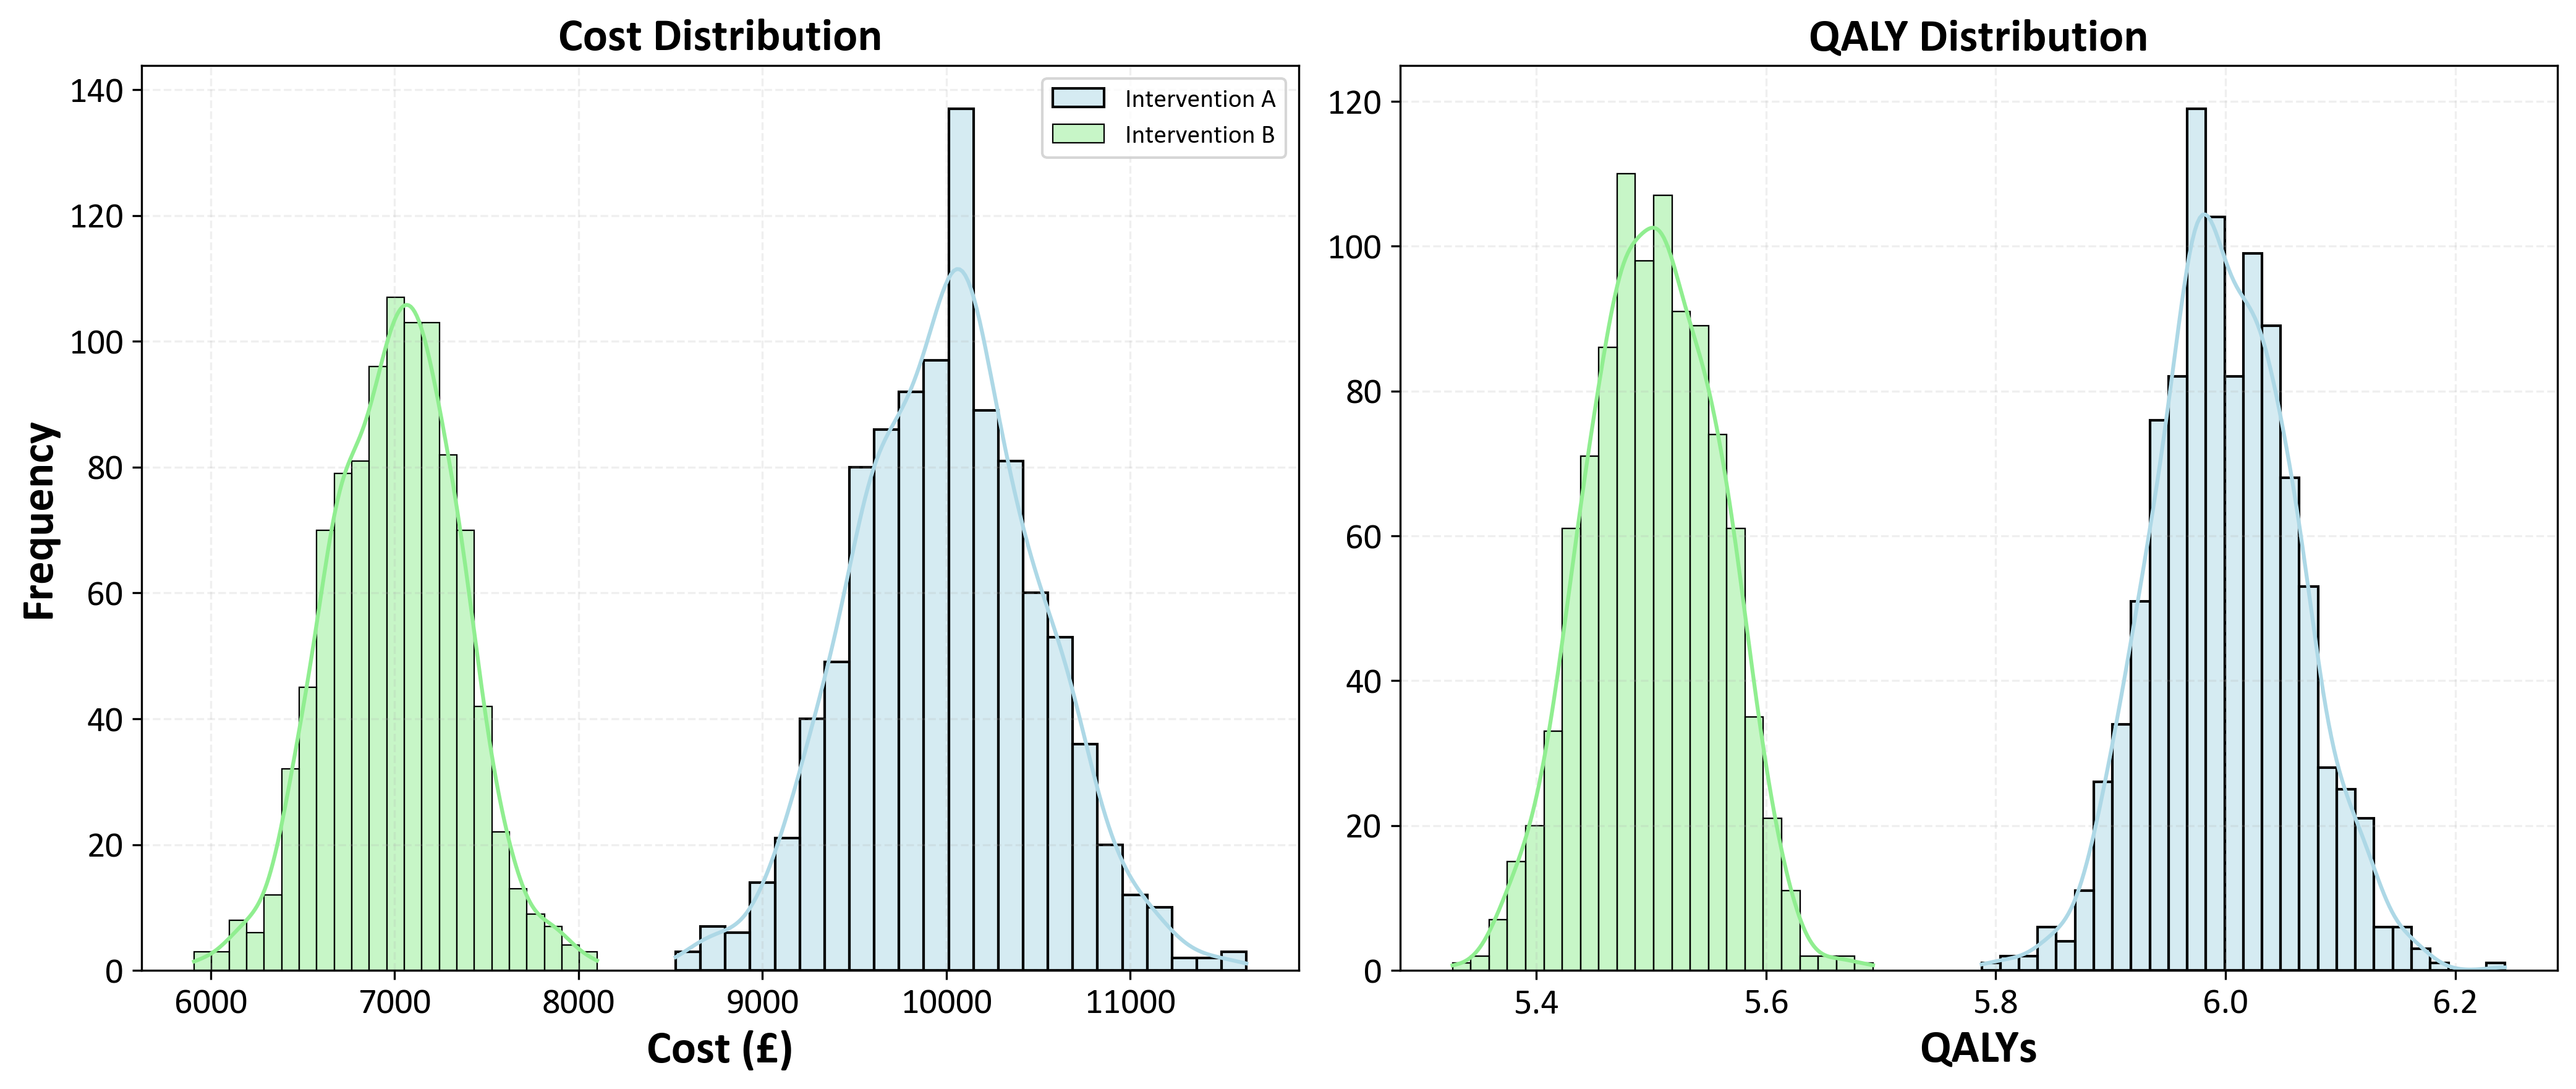 Cost Distribution
140
120
100
80
60
40
20
0
Frequency
6000 7000 8000 9000 10000 11000
Cost (£)
Intervention A
Intervention B
QALY Distribution
120
100
80
60
40
20
0
5.4 5.6 5.8 6.0 6.2
QALYs